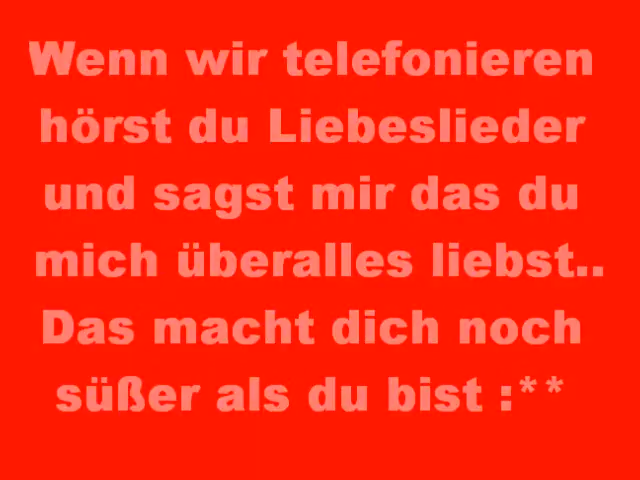 Wenn wir telefonieren
hörst du Liebeslieder
und sagst mir das du
mich überalles liebst..
Das macht dich noch
süßer als du bist :**